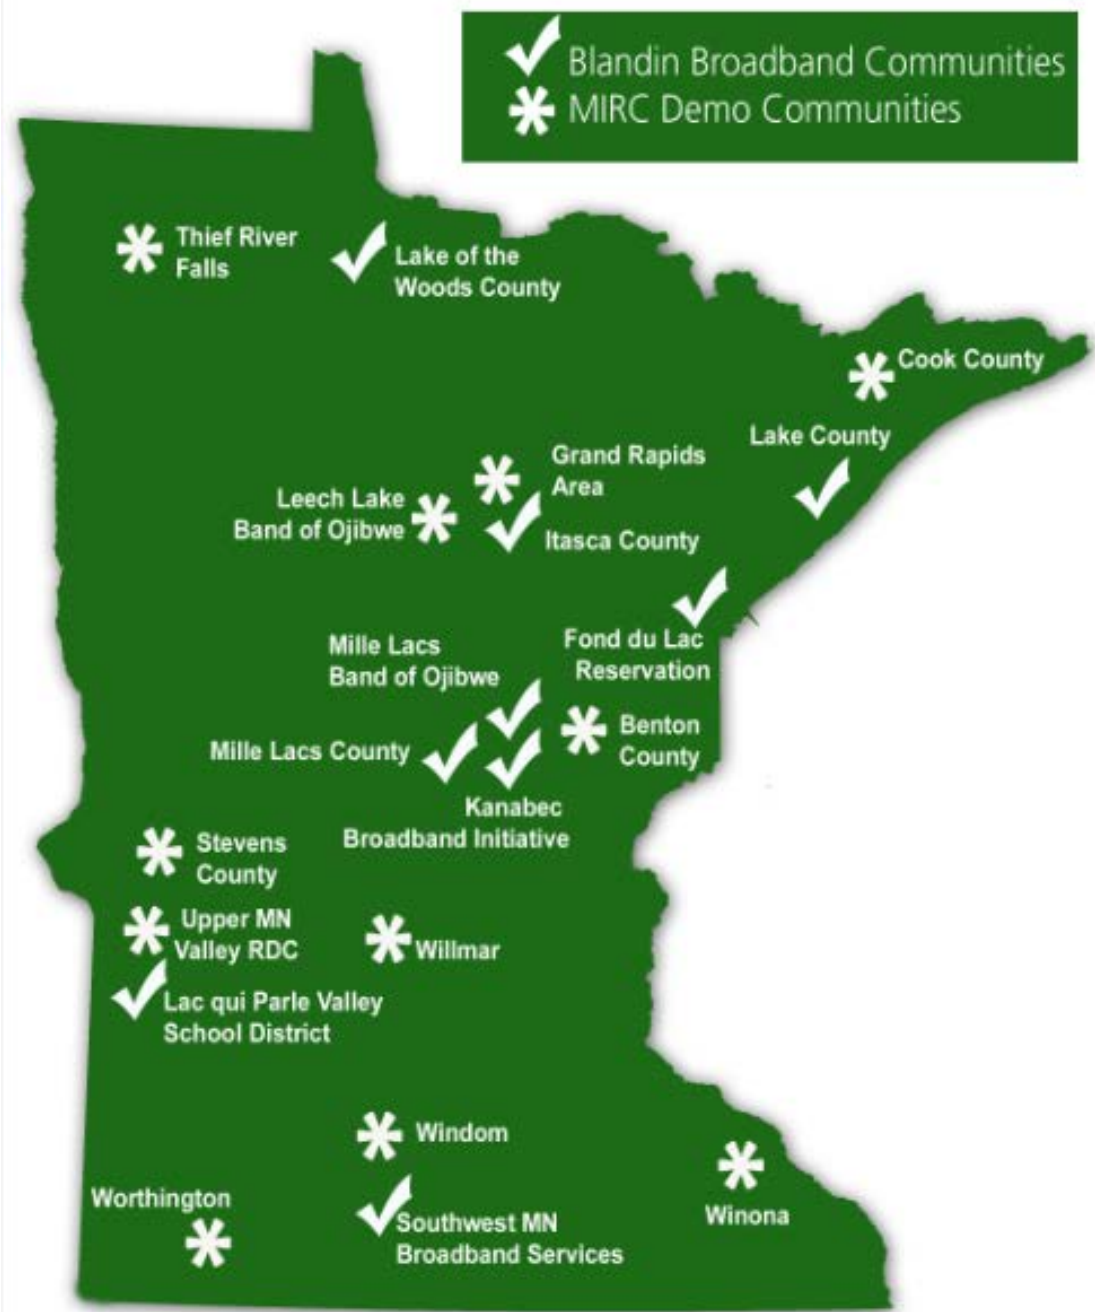 Blandin Broadband Communities
MIRC Demo Communities
Thief River
Falls
Lake of the
Woods County
Cook County
Lake County
Grand Rapids
Area
Leech Lake
Band of Ojibwe
Itasca County
Fond du Lac
Reservation
Mille Lacs
Band of Ojibwe
Benton
County
Mille Lacs County
Kanabec
Broadband Initiative
Stevens
County
Upper MN
Valley RDC
Willmar
Lac qui Parle Valley
School District
Windom
Worthington
Winona
Southwest MN
Broadband Services